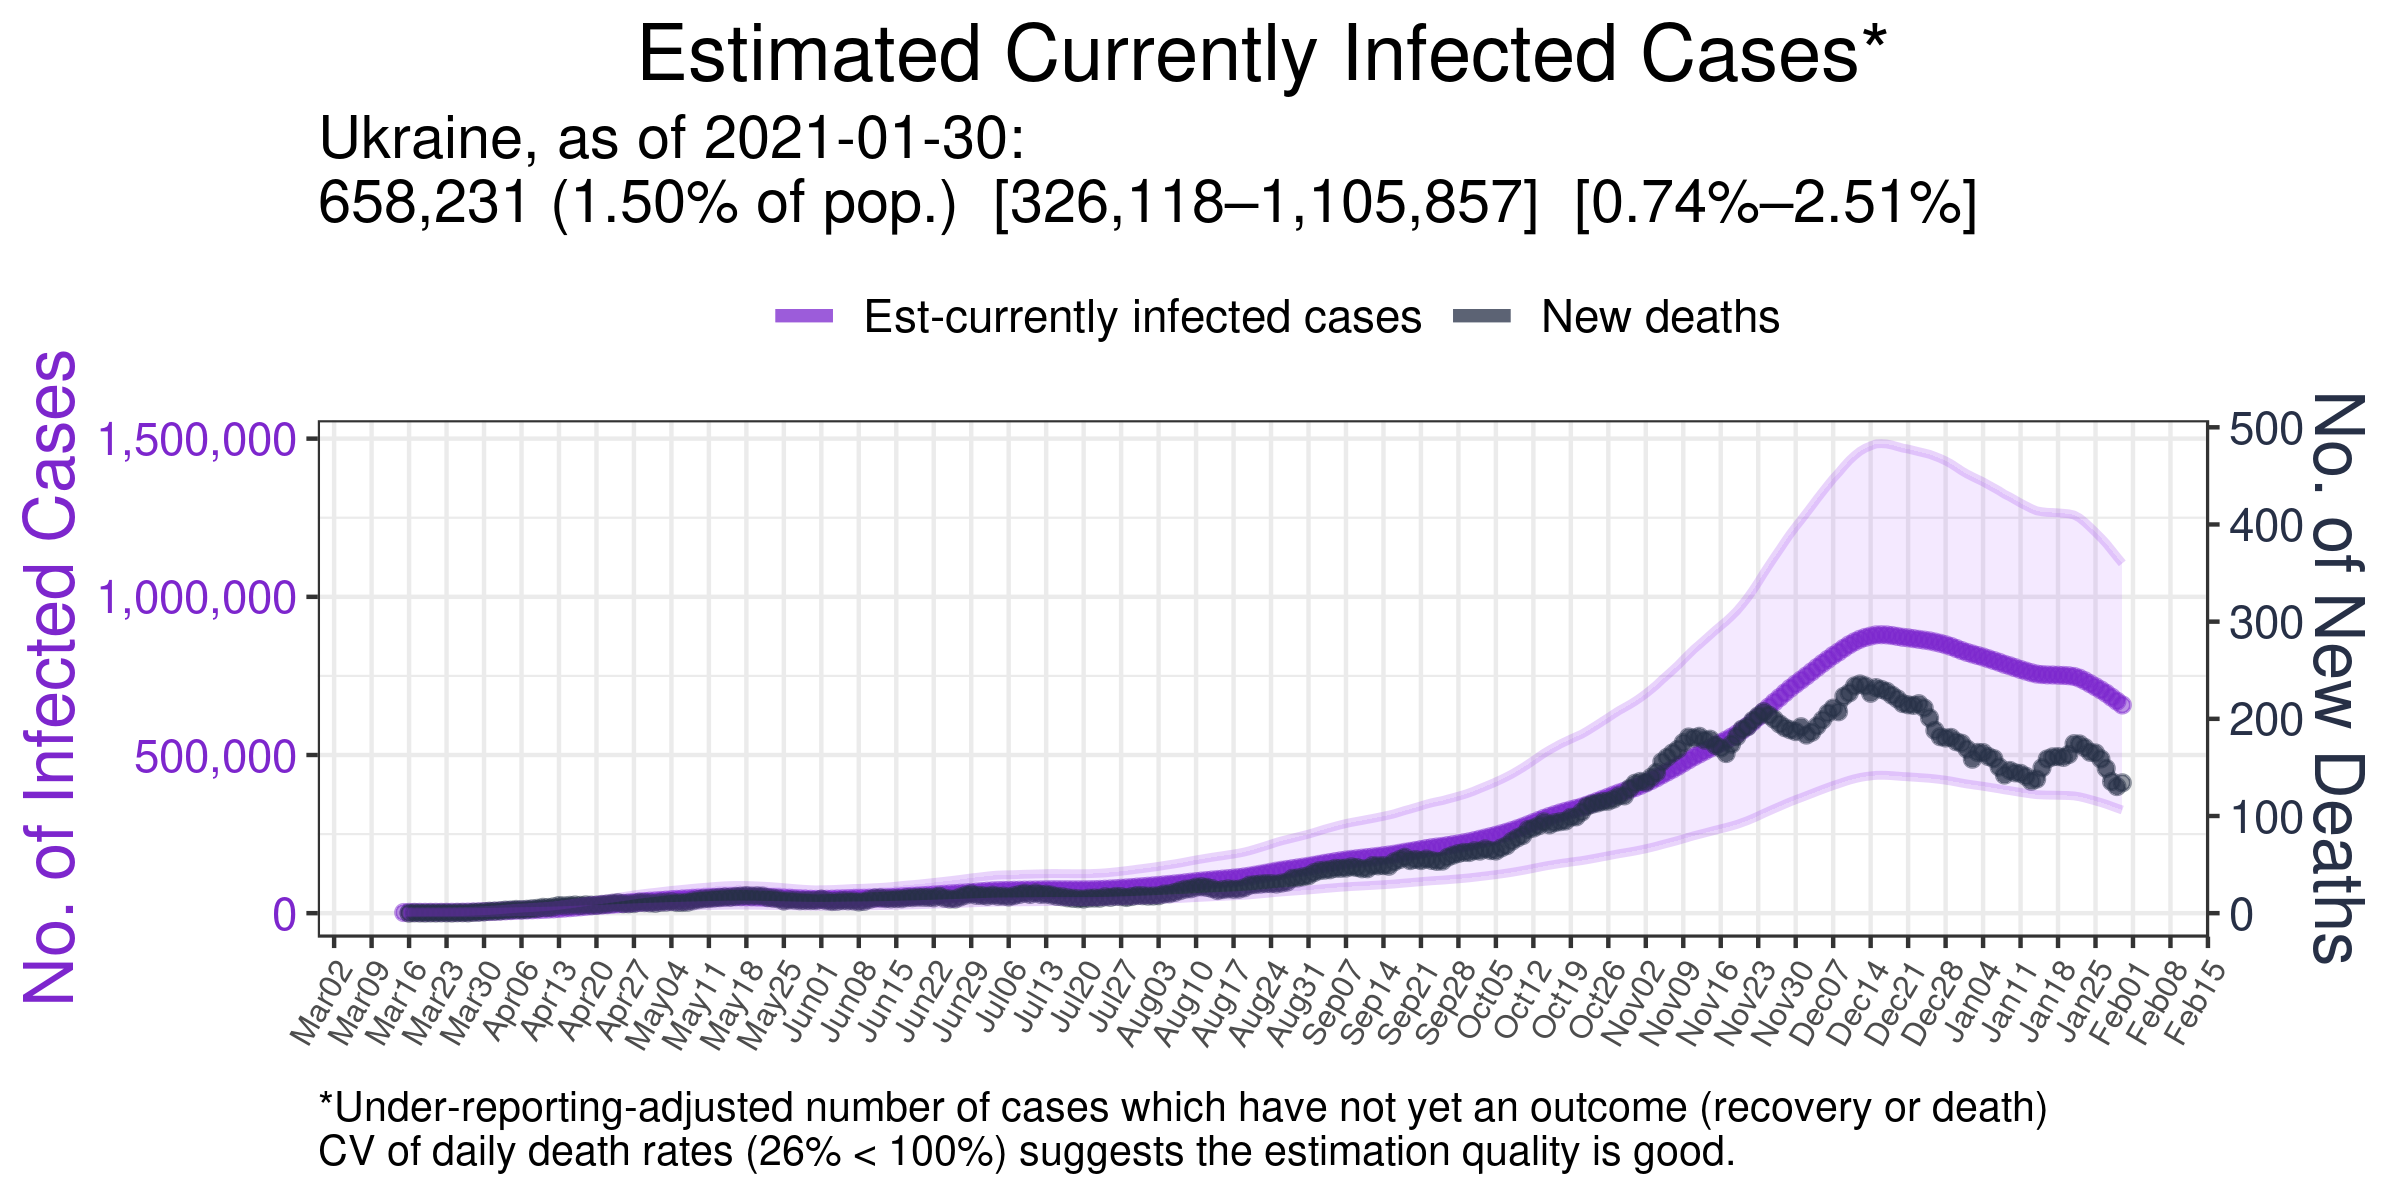 Estimated Currently Infected Cases*
Ukraine, as of 2021-01-30:
658,231 (1.50% of pop.)  [326,118–1,105,857]  [0.74%–2.51%]
Est-currently infected cases
New deaths
No. of Infected Cases
1,500,000
1,000,000
500,000
0
500
400
300
200
100
0
No. of New Deaths
Mar02
Mar09
Mar16
Mar23
Mar30
Apr06
Apr13
Apr20
Apr27
May04
May11
May18
May25
Jun01
Jun08
Jun15
Jun22
Jun29
Jul06
Jul13
Jul20
Jul27
Aug03
Aug10
Aug17
Aug24
Aug31
Sep07
Sep14
Sep21
Sep28
Oct05
Oct12
Oct19
Oct26
Nov02
Nov09
Nov16
Nov23
Nov30
Dec07
Dec14
Dec21
Dec28
Jan04
Jan11
Jan18
Jan25
Feb01
Feb08
Feb15
*Under-reporting-adjusted number of cases which have not yet an outcome (recovery or death)
CV of daily death rates (26% < 100%) suggests the estimation quality is good.